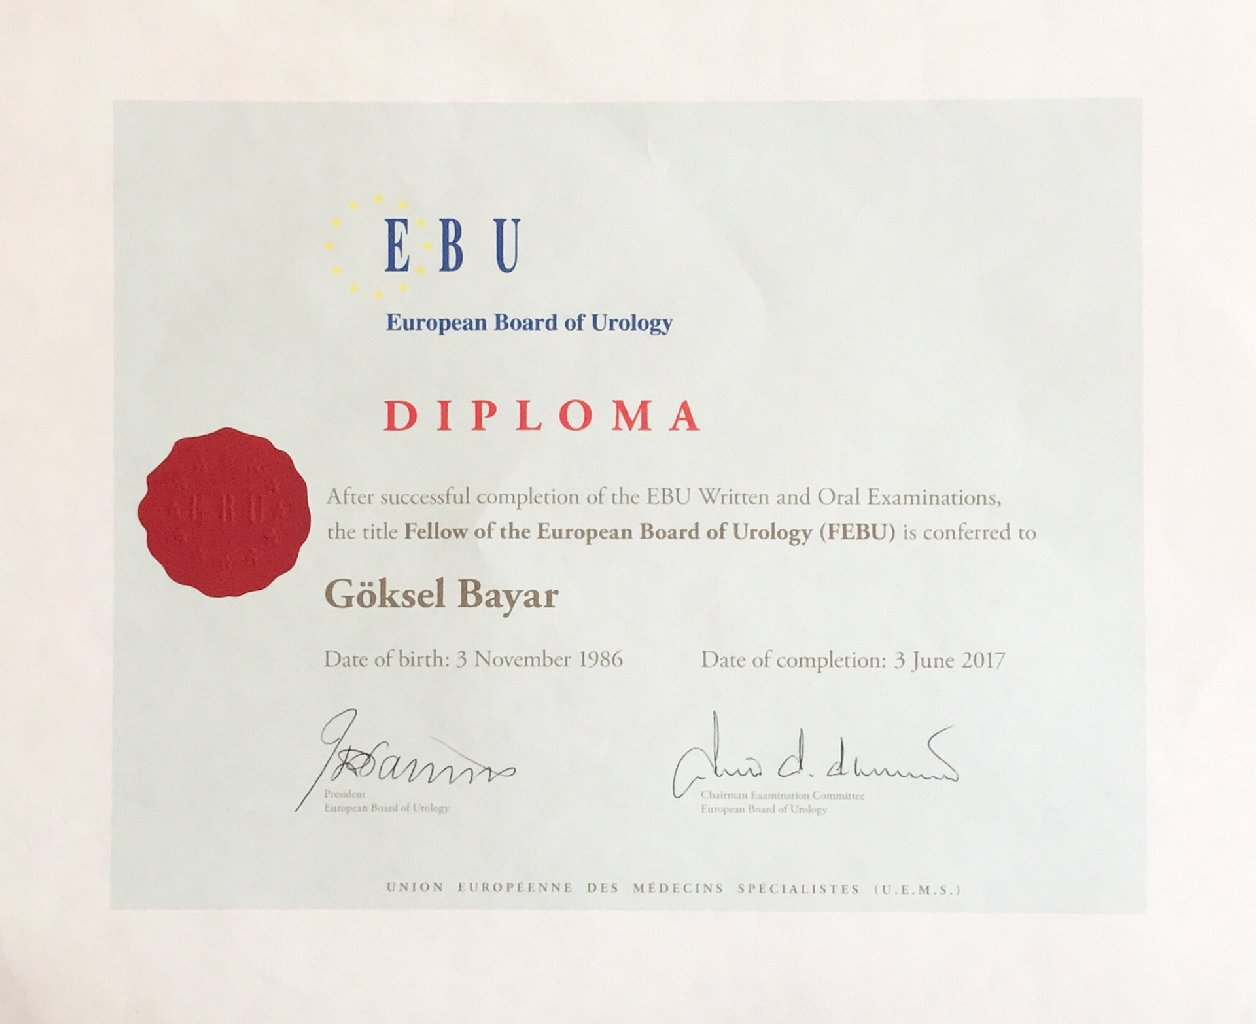 E B U
European Board of Urology
DIPLOMA
EBU
After successful completion of the EBU Written and Oral Examinations,
the title Fellow of the European Board of Urology (FEBU) is conferred to
Göksel Bayar
Date of birth: 3 November 1986 Date of completion: 3 June 2017
President
European Board of Urology
Chairman Examination Committee
European Board of Urology
UNION EUROPÉENNE DES MÉDECINS SPÉCIALISTES (U.E.M.S.)